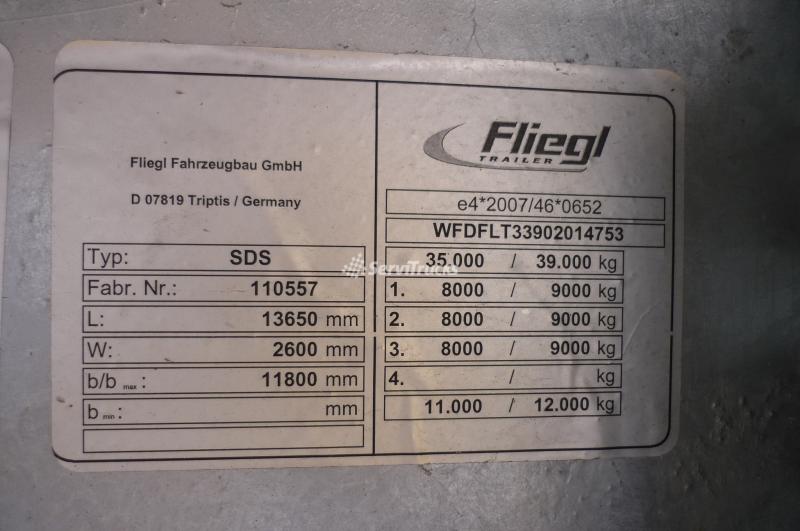 Fliegl Fahrzeugbau GmbH
D 07819 Triptis / Germany
Typ: SDS
Fabr. Nr.: 110557
L: 13650 mm
W: 2600 mm
b/b max : 11800 mm
b min : mm
Fliegl
TRAILER
e4*2007/46*0652
WFDFLT33902014753
35.000 / 39.000 kg
1. 8000 / 9000 kg
2. 8000 / 9000 kg
3. 8000 / 9000 kg
4. / kg
11.000 / 12.000 kg
ServiTrucks